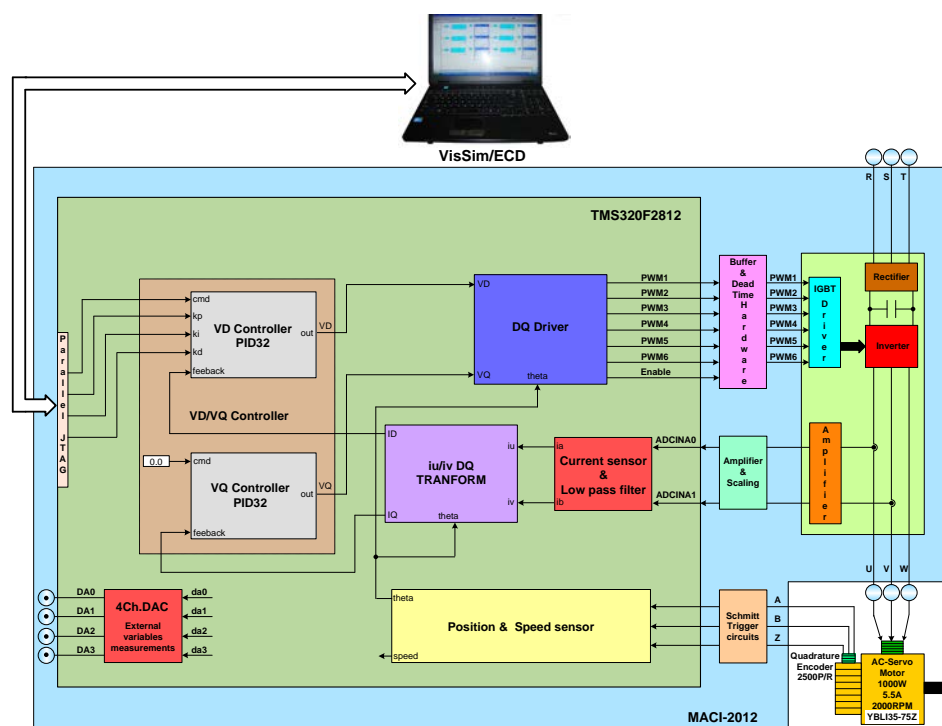 VisSim/ECD
R S T
TMS320F2812
Buffer
&
Dead
Time
Hardware
Rectifier
IGBT
Driver
Inverter
PWM1
PWM2
PWM3
PWM4
PWM5
PWM6
Enable
PWM1
PWM2
PWM3
PWM4
PWM5
PWM6
VD
DQ Driver
VQ
theta
cmd
kp
ki
kd
feeback
VD Controller
PID32
out
VD
VD/VQ Controller
Parallel JTAG
0.0
cmd
VQ Controller
PID32
out
VQ
feeback
ID
iu
iu/iv DQ
TRANFORM
iv
IQ
theta
ia
Current sensor
&
Low pass filter
ib
ADCINA0
ADCINA1
Amplifier
&
Scaling
Amplifier
U V W
DA0
DA1
DA2
DA3
4Ch.DAC
External
variables
measurements
da0
da1
da2
da3
theta
Position & Speed sensor
speed
Schmitt
Trigger
circuits
A
B
Z
Quadrature
Encoder
2500P/R
AC-Servo
Motor
1000W
5.5A
2000RPM
YBLI35-75Z
MACI-2012